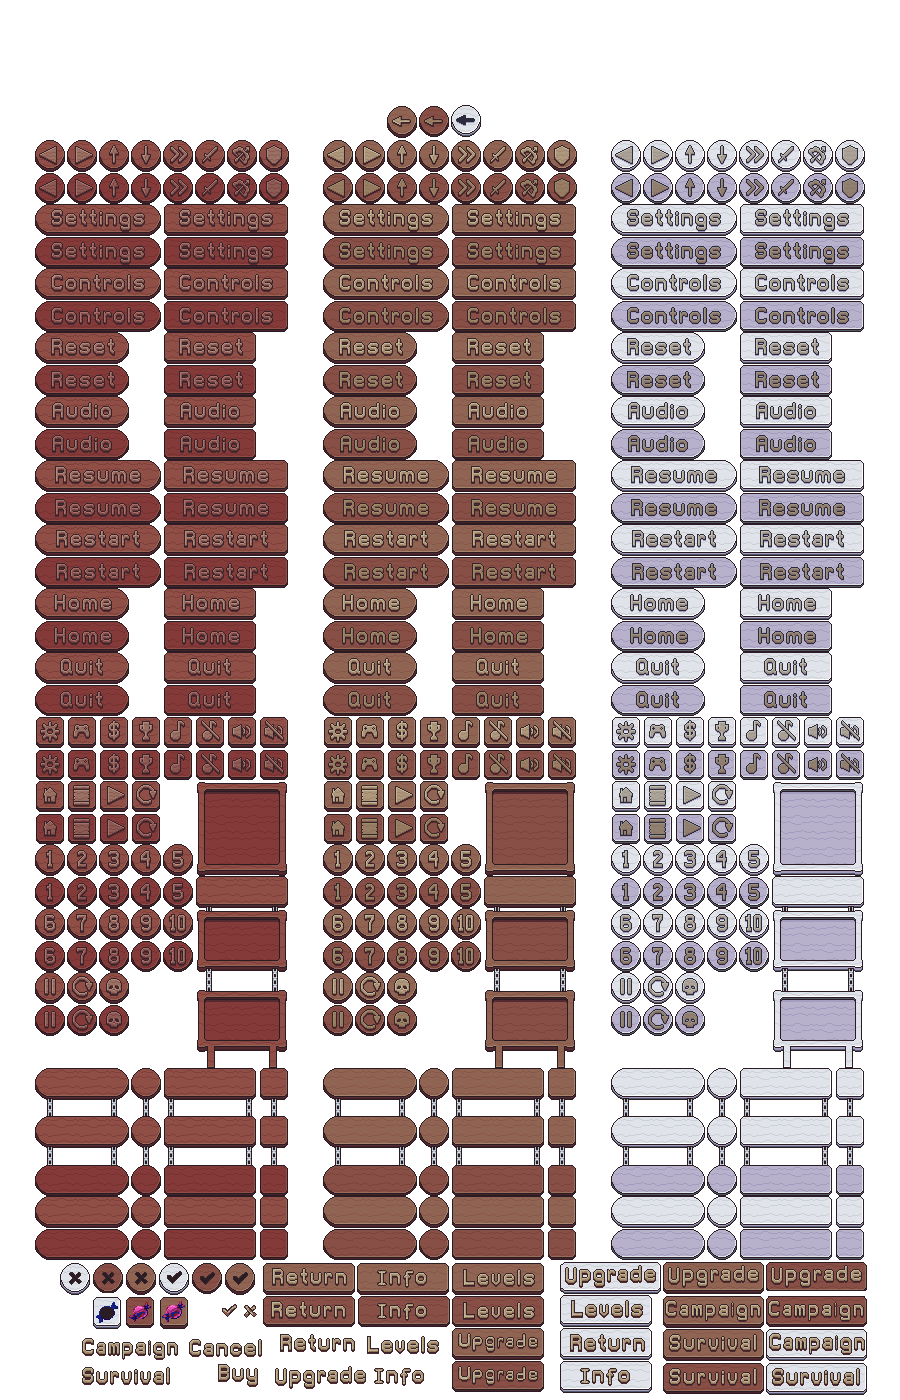 Settings Settings Settings Settings Settings Settings
Settings Settings Settings Settings Settings Settings
Controls Controls Controls Controls Controls Controls
Controls Controls Controls Controls Controls Controls
Reset Reset Reset Reset Reset Reset
Reset Reset Reset Reset Reset Reset
Audio Audio Audio Audio Audio Audio
Audio Audio Audio Audio Audio Audio
Resume Resume Resume Resume Resume Resume
Resume Resume Resume Resume Resume Resume
Restart Restart Restart Restart Restart Restart
Restart Restart Restart Restart Restart Restart
Home Home Home Home Home Home
Home Home Home Home Home Home
Quit Quit Quit Quit Quit Quit
Quit Quit Quit Quit Quit Quit
$ $ $
$ $ $
1 2 3 4 5 1 2 3 4 5 1 2 3 4 5
1 2 3 4 5 1 2 3 4 5 1 2 3 4 5
6 7 8 9 10 6 7 8 9 10 6 7 8 9 10
6 7 8 9 10 6 7 8 9 10 6 7 8 9 10
Return Info Levels Upgrade Upgrade Upgrade
Return Info Levels Levels Campaign Campaign
Campaign Cancel Return Levels Upgrade Return Survival Campaign
Survival Buy Upgrade Info Upgrade Info Survival Survival